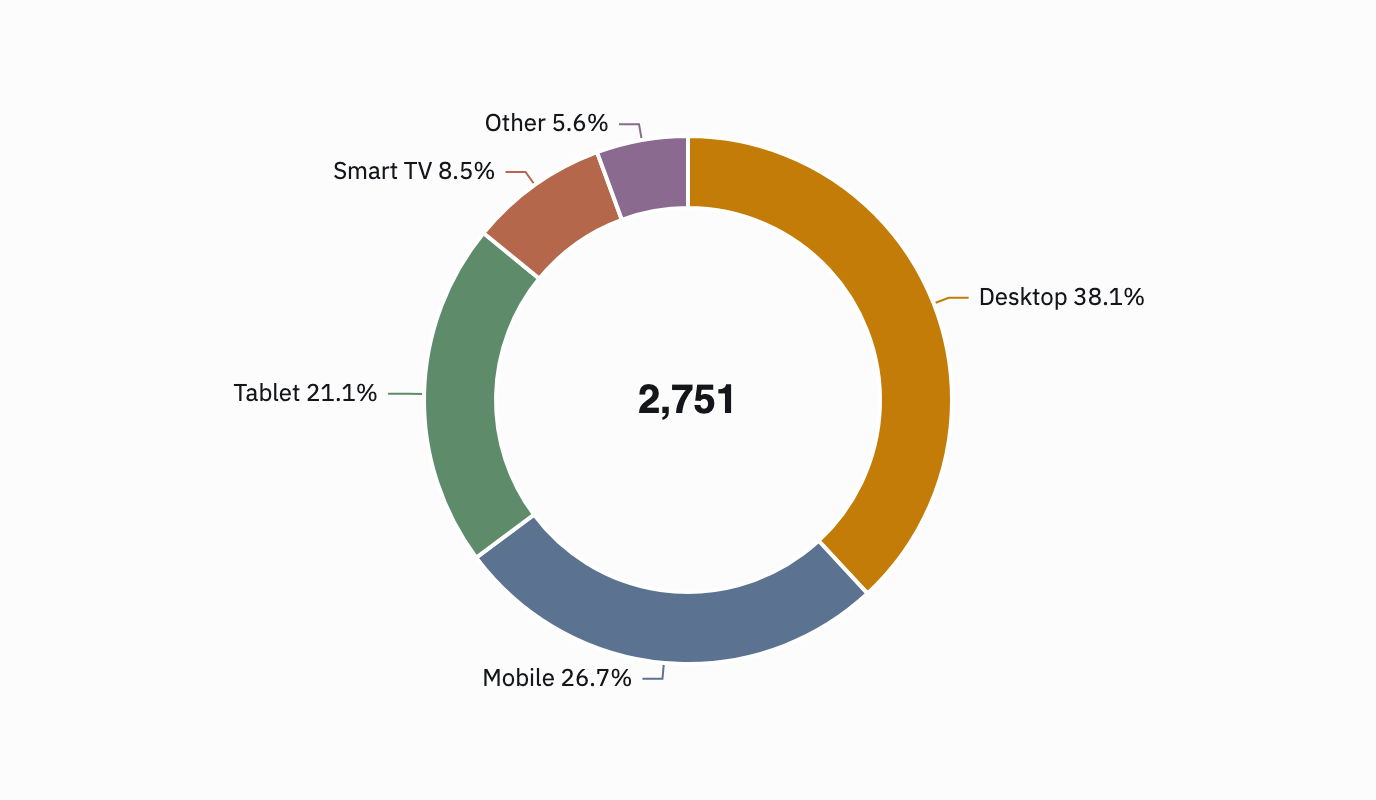 Other 5.6%
Smart TV 8.5%
Desktop 38.1%
Tablet 21.1%
2,751
Mobile 26.7%